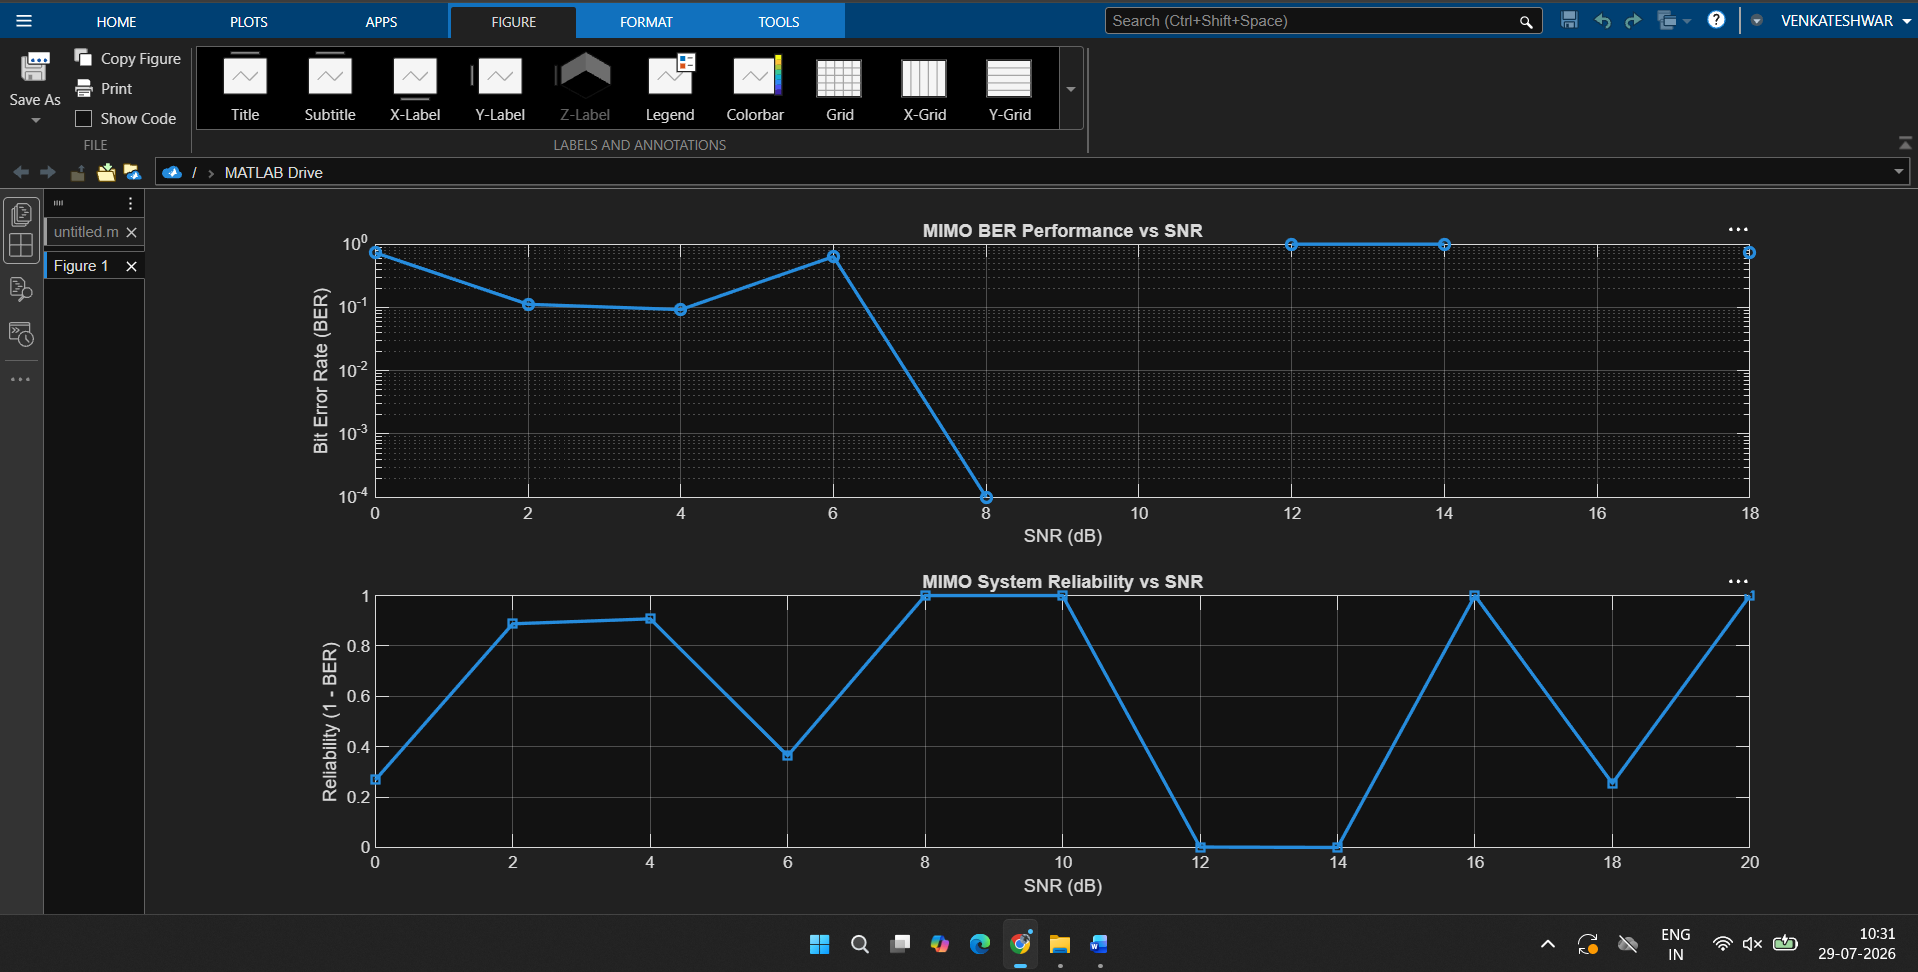 HOME PLOTS APPS FIGURE FORMAT TOOLS Search (Ctrl+Shift+Space) ? VENKATESHWAR
Save As
Copy Figure
Print
Show Code
FILE
Title Subtitle X-Label Y-Label Z-Label Legend Colorbar Grid X-Grid Y-Grid
LABELS AND ANNOTATIONS
/ › MATLAB Drive
untitled.m
Figure 1
MIMO BER Performance vs SNR
Bit Error Rate (BER)
10^0
10^-1
10^-2
10^-3
10^-4
0 2 4 6 8 10 12 14 16 18
SNR (dB)
MIMO System Reliability vs SNR
Reliability (1 - BER)
1
0.8
0.6
0.4
0.2
0
0 2 4 6 8 10 12 14 16 18 20
SNR (dB)
ENG
IN
10:31
29-07-2026